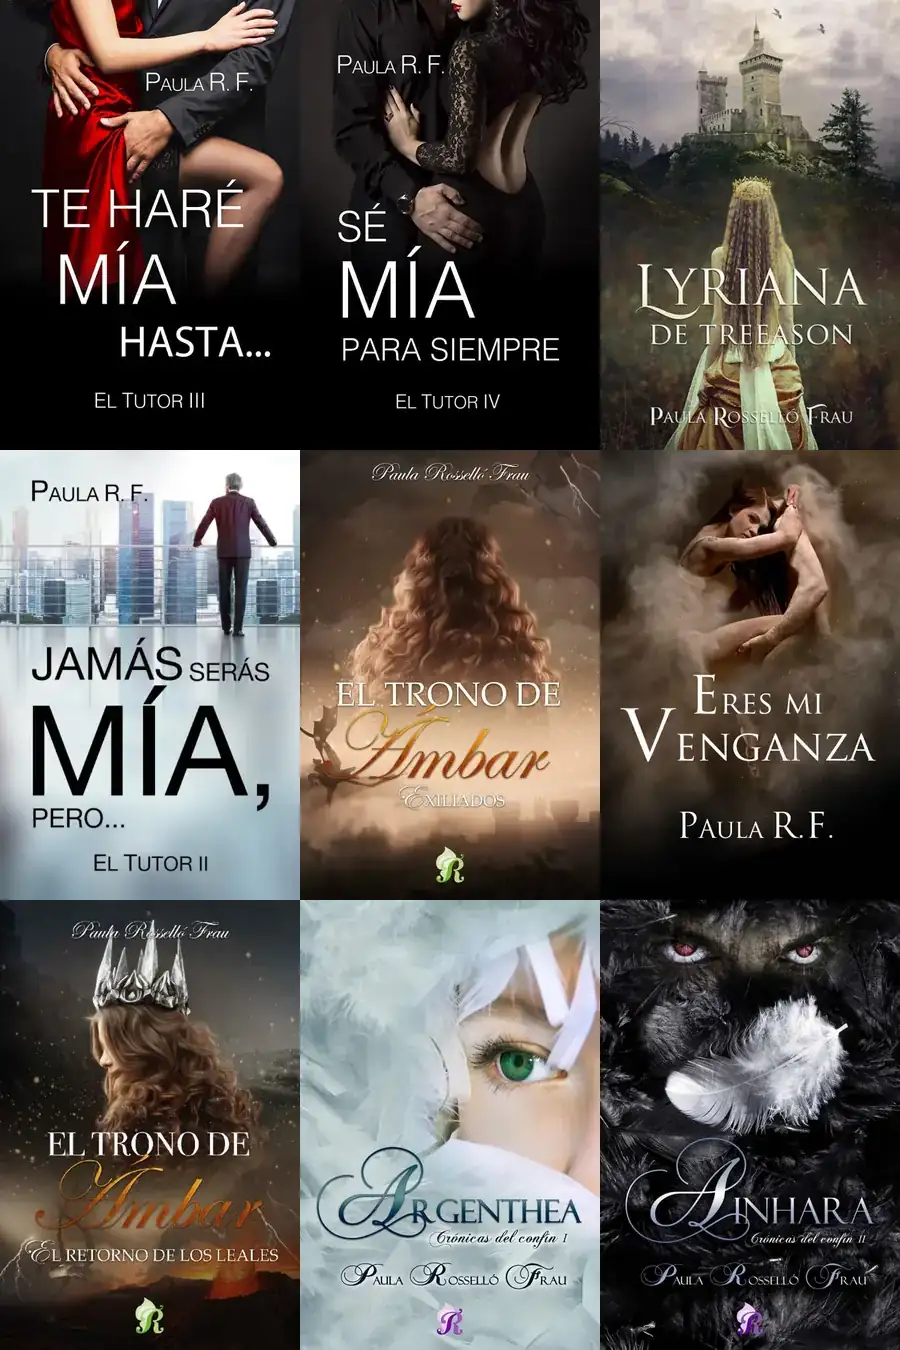 PAULA R. F.
TE HARÉ
MÍA
HASTA...
EL TUTOR III
PAULA R. F.
SÉ
MÍA
PARA SIEMPRE
EL TUTOR IV
LYRIANA
DE TREEASON
PAULA ROSSELLÓ FRAU
PAULA R. F.
JAMÁS SERÁS
MÍA,
PERO...
EL TUTOR II
Paula Rosselló Frau
EL TRONO DE
Ámbar
EXILIADOS
R
ERES MI
VENGANZA
PAULA R.F.
Paula Rosselló Frau
EL TRONO DE
Ámbar
EL RETORNO DE LOS LEALES
R
ARGENTHEA
Crónicas del confín I
PAULA ROSSELLÓ FRAU
R
AINHARA
Crónicas del confín II
PAULA ROSSELLÓ FRAU
R